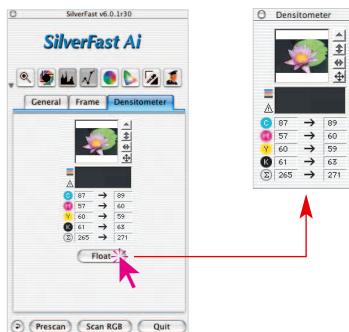 SilverFast v6.0.1r30
SilverFast Ai
General Frame Densitometer
C 87 → 89
M 57 → 60
Y 60 → 59
K 61 → 63
Σ 265 → 271
Float
Prescan Scan RGB Quit
Densitometer
C 87 → 89
M 57 → 60
Y 60 → 59
K 61 → 63
Σ 265 → 271